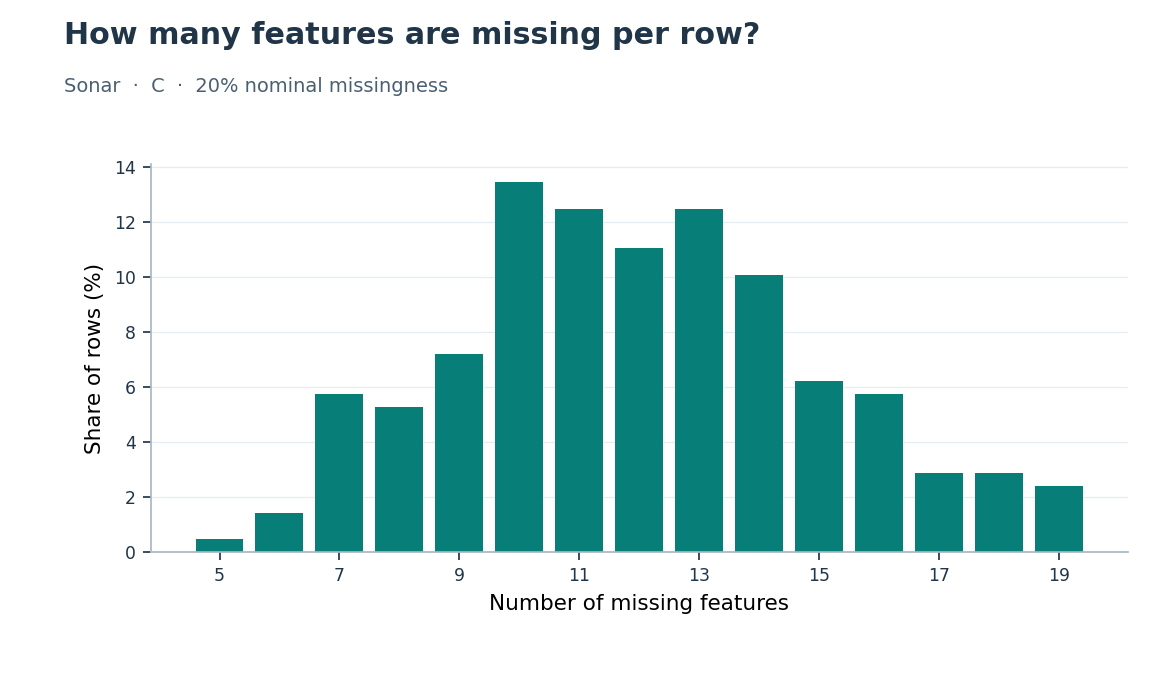 How many features are missing per row?
Sonar · C · 20% nominal missingness
14
12
10
8
6
4
2
0
Share of rows (%)
5 7 9 11 13 15 17 19
Number of missing features